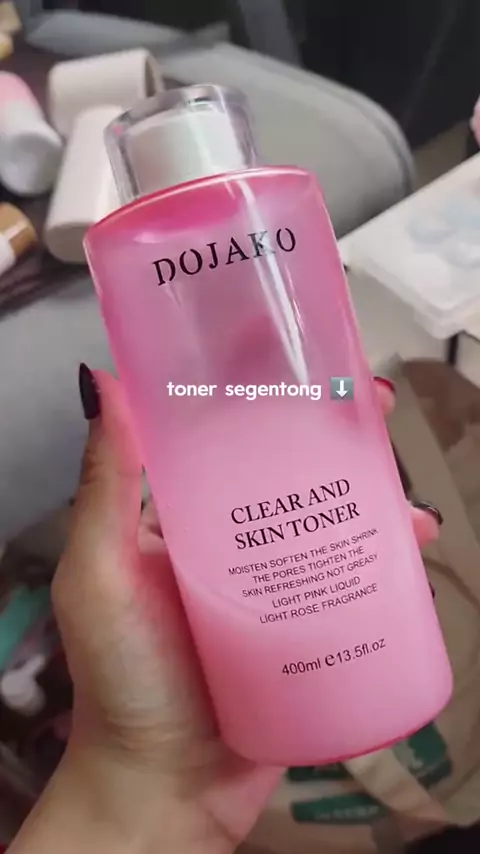 DOJAKO
toner segentong ⬇️
CLEAR AND
SKIN TONER
MOISTEN SOFTEN THE SKIN SHRINK
THE PORES TIGHTEN THE
SKIN REFRESHING NOT GREASY
LIGHT PINK LIQUID
LIGHT ROSE FRAGRANCE
400ml e13.5fl.oz